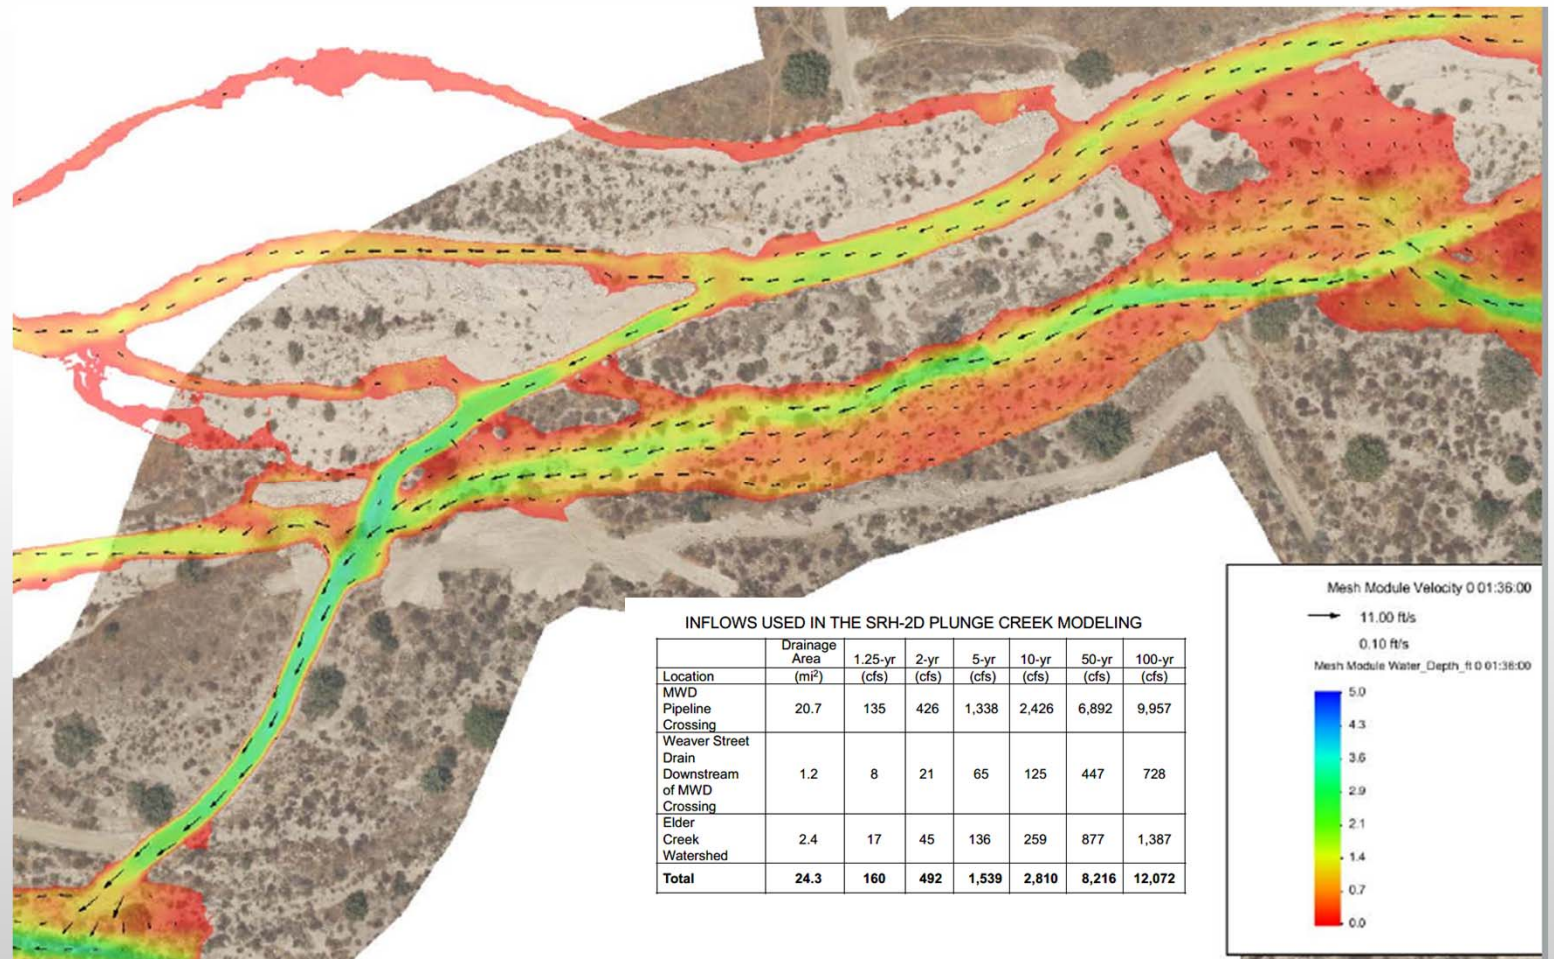 INFLOWS USED IN THE SRH-2D PLUNGE CREEK MODELING
Location Drainage Area (mi²) 1.25-yr (cfs) 2-yr (cfs) 5-yr (cfs) 10-yr (cfs) 50-yr (cfs) 100-yr (cfs)
MWD Pipeline Crossing 20.7 135 426 1,338 2,426 6,892 9,957
Weaver Street Drain Downstream of MWD Crossing 1.2 8 21 65 125 447 728
Elder Creek Watershed 2.4 17 45 136 259 877 1,387
Total 24.3 160 492 1,539 2,810 8,216 12,072
Mesh Module Velocity 0 01:36:00
11.00 ft/s
0.10 ft/s
Mesh Module Water_Depth_ft 0 01:36:00
5.0
4.3
3.6
2.9
2.1
1.4
0.7
0.0